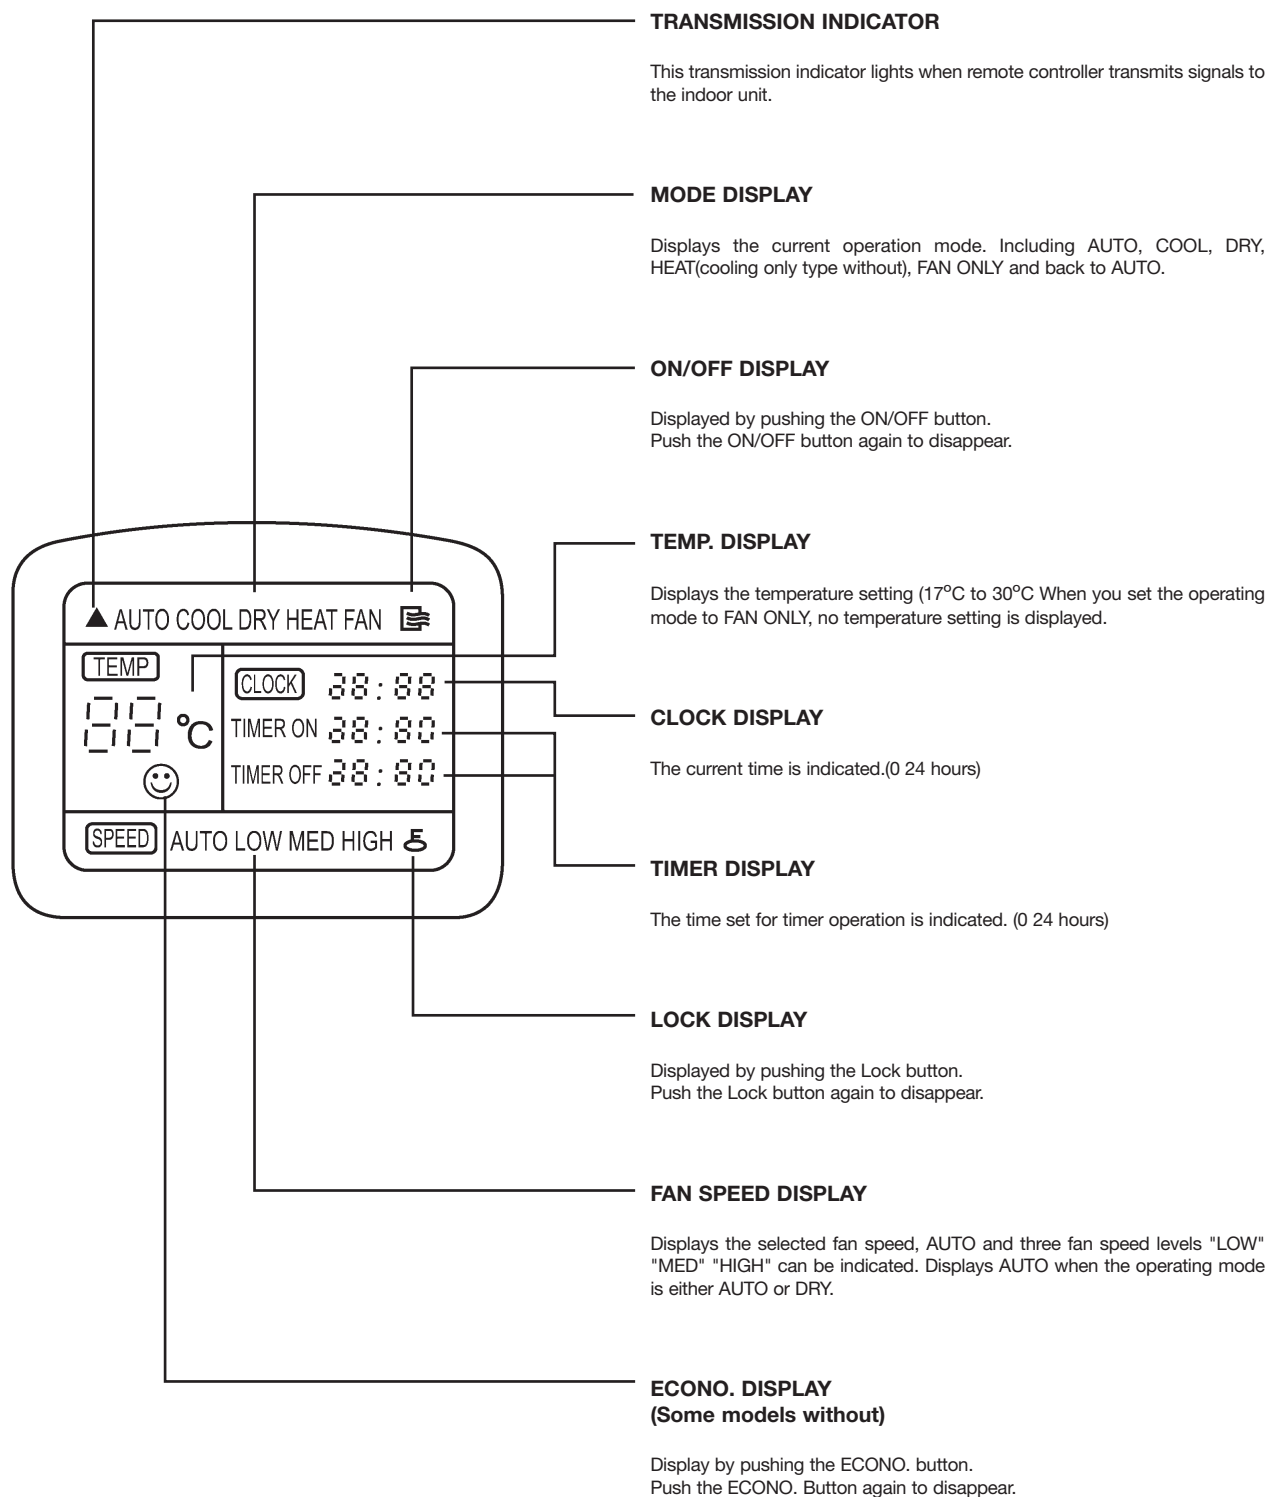 TRANSMISSION INDICATOR
This transmission indicator lights when remote controller transmits signals to
the indoor unit.
MODE DISPLAY
Displays the current operation mode. Including AUTO, COOL, DRY,
HEAT(cooling only type without), FAN ONLY and back to AUTO.
ON/OFF DISPLAY
Displayed by pushing the ON/OFF button.
Push the ON/OFF button again to disappear.
TEMP. DISPLAY
Displays the temperature setting (17°C to 30°C When you set the operating
mode to FAN ONLY, no temperature setting is displayed.
CLOCK DISPLAY
The current time is indicated.(0 24 hours)
TIMER DISPLAY
The time set for timer operation is indicated. (0 24 hours)
LOCK DISPLAY
Displayed by pushing the Lock button.
Push the Lock button again to disappear.
FAN SPEED DISPLAY
Displays the selected fan speed, AUTO and three fan speed levels "LOW"
"MED" "HIGH" can be indicated. Displays AUTO when the operating mode
is either AUTO or DRY.
ECONO. DISPLAY
(Some models without)
Display by pushing the ECONO. button.
Push the ECONO. Button again to disappear.
AUTO COOL DRY HEAT FAN
TEMP
88 °C
CLOCK 28:88
TIMER ON 28:80
TIMER OFF 28:80
SPEED AUTO LOW MED HIGH